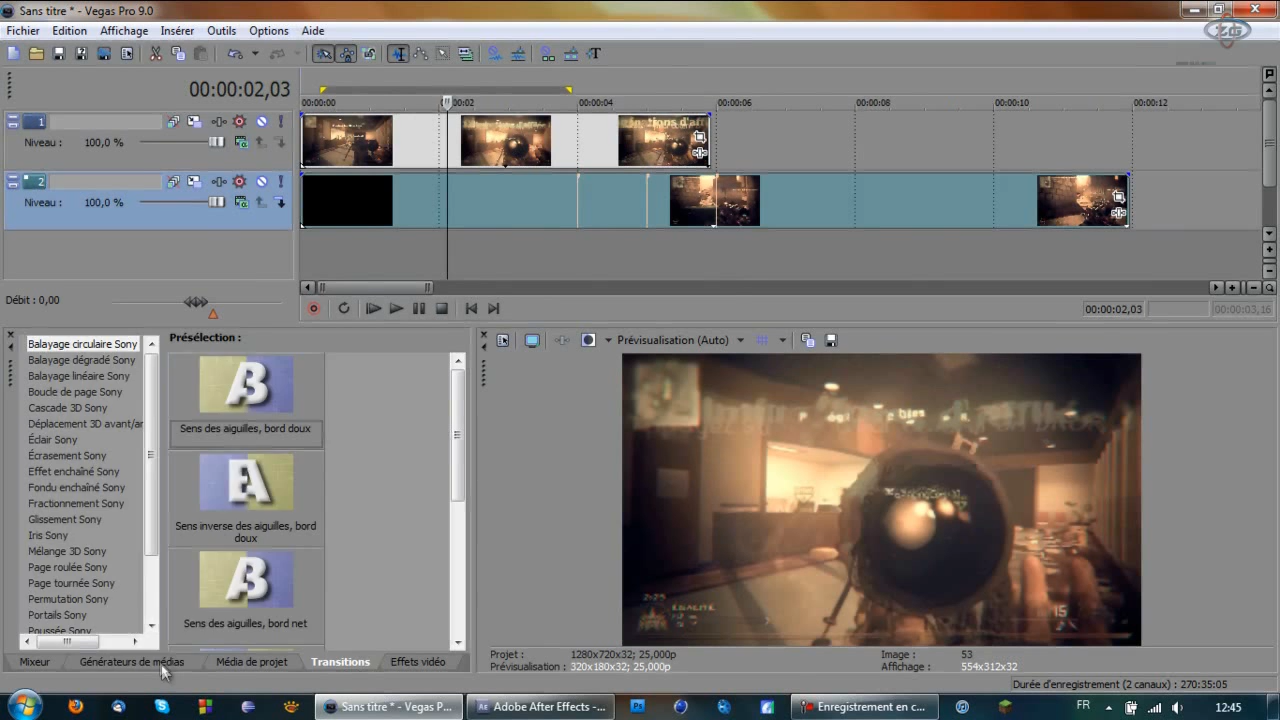 Sans titre * - Vegas Pro 9.0
Fichier Edition Affichage Insérer Outils Options Aide
00:00:02,03
00:00:00 00:00:02 00:00:04 00:00:06 00:00:08 00:00:10 00:00:12
1
Niveau : 100,0 %
2
Niveau : 100,0 %
Débit : 0,00
00:00:02,03 00:00:03,16
Balayage circulaire Sony
Balayage dégradé Sony
Balayage linéaire Sony
Boucle de page Sony
Cascade 3D Sony
Déplacement 3D avant/ar
Éclair Sony
Écrasement Sony
Effet enchaîné Sony
Fondu enchaîné Sony
Fractionnement Sony
Glissement Sony
Iris Sony
Mélange 3D Sony
Page roulée Sony
Page tournée Sony
Permutation Sony
Portails Sony
Poussée Sony
Présélection :
Sens des aiguilles, bord doux
Sens inverse des aiguilles, bord
doux
Sens des aiguilles, bord net
Prévisualisation (Auto)
Mixeur Générateurs de médias Média de projet Transitions Effets vidéo
Projet : 1280x720x32; 25,000p
Prévisualisation : 320x180x32; 25,000p
Image : 53
Affichage : 554x312x32
Durée d'enregistrement (2 canaux) : 270:35:05
Sans titre * - Vegas P... Adobe After Effects - ... Enregistrement en c... FR 12:45